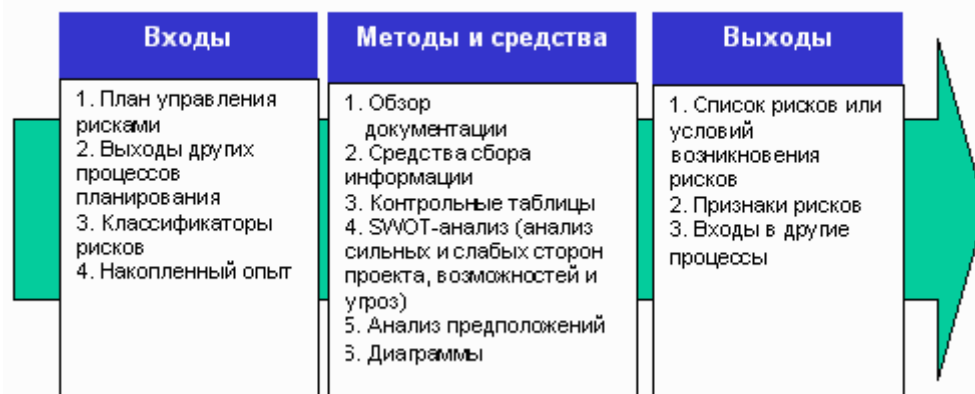 Входы
1. План управления
рисками
2. Выходы других
процессов
планирования
3. Классификаторы
рисков
4. Накопленный опыт
Методы и средства
1. Обзор
документации
2. Средства сбора
информации
3. Контрольные таблицы
4. SWOT-анализ (анализ
сильных и слабых сторон
проекта, возможностей и
угроз)
5. Анализ предположений
6. Диаграммы
Выходы
1. Список рисков или
условий
возникновения
рисков
2. Признаки рисков
3. Входы в другие
процессы